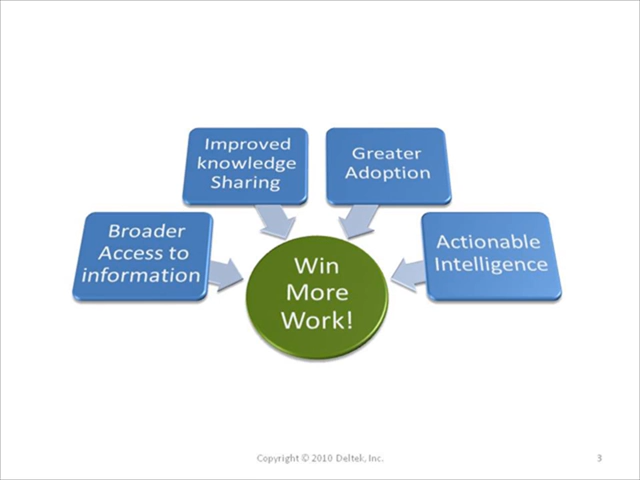 Improved
knowledge
Sharing
Greater
Adoption
Broader
Access to
information
Actionable
Intelligence
Win
More
Work!
Copyright © 2010 Deltek, Inc.
3